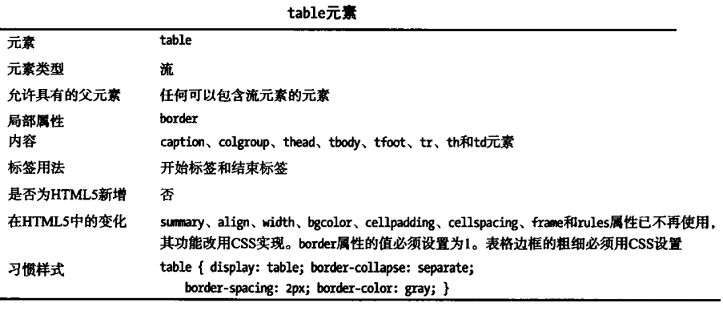 table元素
元素 table
元素类型 流
允许具有的父元素 任何可以包含流元素的元素
局部属性 border
内容 caption、colgroup、thead、tbody、tfoot、tr、th和td元素
标签用法 开始标签和结束标签
是否为HTML5新增 否
在HTML5中的变化 summary、align、width、bgcolor、cellpadding、cellspacing、frame和rules属性已不再使用，
其功能改用CSS实现。border属性的值必须设置为1。表格边框的粗细必须用CSS设置
习惯样式 table { display: table; border-collapse: separate;
border-spacing: 2px; border-color: gray; }